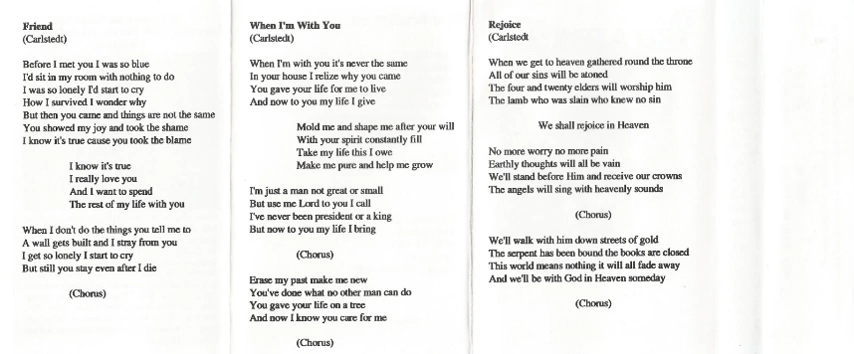 Friend
(Carlstedt)
Before I met you I was so blue
I'd sit in my room with nothing to do
I was so lonely I'd start to cry
How I survived I wonder why
But then you came and things are not the same
You showed my joy and took the shame
I know it's true cause you took the blame
I know it's true
I really love you
And I want to spend
The rest of my life with you
When I don't do the things you tell me to
A wall gets built and I stray from you
I get so lonely I start to cry
But still you stay even after I die
(Chorus)
When I'm With You
(Carlstedt)
When I'm with you it's never the same
In your house I relize why you came
You gave your life for me to live
And now to you my life I give
Mold me and shape me after your will
With your spirit constantly fill
Take my life this I owe
Make me pure and help me grow
I'm just a man not great or small
But use me Lord to you I call
I've never been president or a king
But now to you my life I bring
(Chorus)
Erase my past make me new
You've done what no other man can do
You gave your life on a tree
And now I know you care for me
(Chorus)
Rejoice
(Carlstedt
When we get to heaven gathered round the throne
All of our sins will be atoned
The four and twenty elders will worship him
The lamb who was slain who knew no sin
We shall rejoice in Heaven
No more worry no more pain
Earthly thoughts will all be vain
We'll stand before Him and receive our crowns
The angels will sing with heavenly sounds
(Chorus)
We'll walk with him down streets of gold
The serpent has been bound the books are closed
This world means nothing it will all fade away
And we'll be with God in Heaven someday
(Chorus)